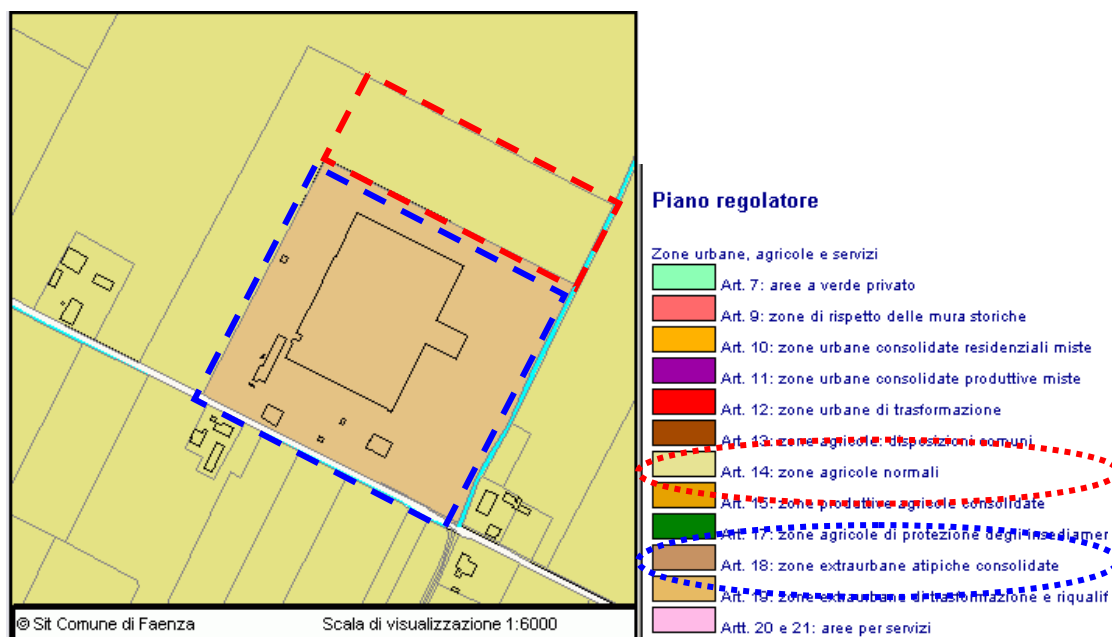 Piano regolatore
Zone urbane, agricole e servizi
Art. 7: aree a verde privato
Art. 9: zone di rispetto delle mura storiche
Art. 10: zone urbane consolidate residenziali miste
Art. 11: zone urbane consolidate produttive miste
Art. 12: zone urbane di trasformazione
Art. 13: zone agricole: disposizioni comuni
Art. 14: zone agricole normali
Art. 15: zone produttive agricole consolidate
Art. 17: zone agricole di protezione degli insediamer
Art. 18: zone extraurbane atipiche consolidate
Art. 19: zone extraurbane di trasformazione e riqualif
Artt. 20 e 21: aree per servizi
© Sit Comune di Faenza Scala di visualizzazione 1:6000